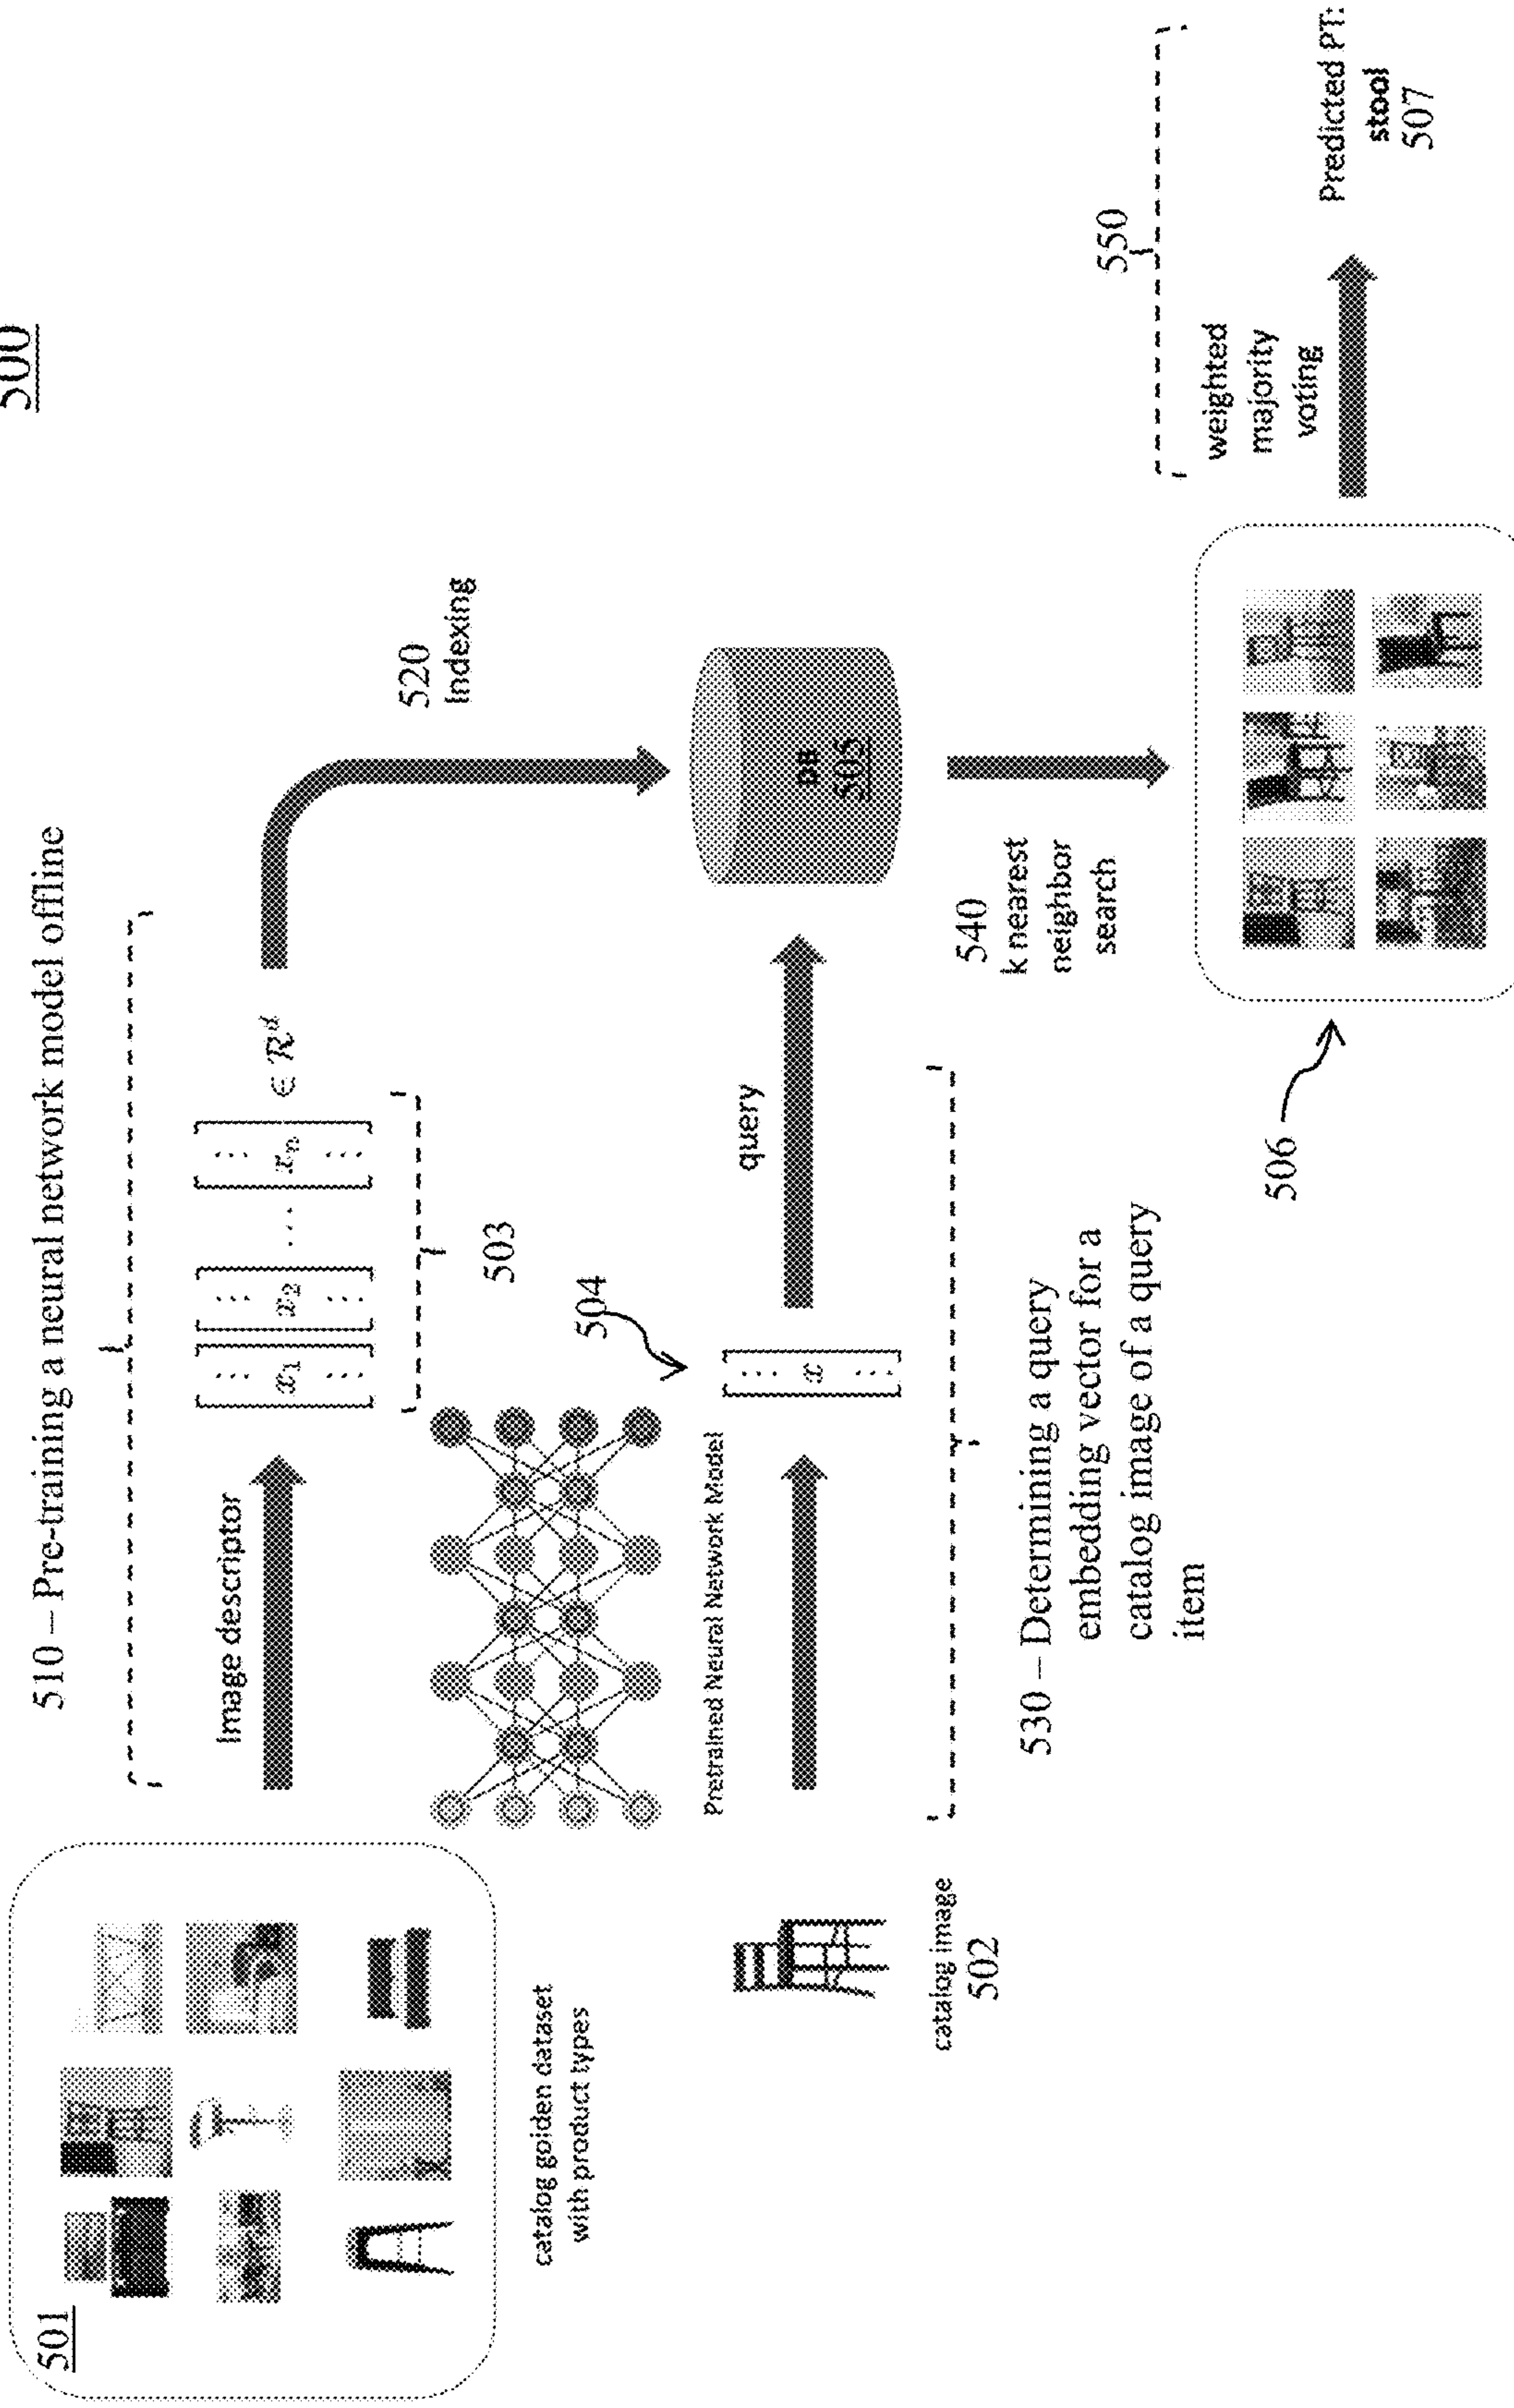 500
510 – Pre-training a neural network model offline
501
Image descriptor
x₁
x₂
...
xₙ
∈ ℛᵈ
503
520
Indexing
catalog golden dataset
with product types
Pretrained Neural Network Model
504
x
query
DB
505
catalog image
502
530 – Determining a query
embedding vector for a
catalog image of a query
item
540
k nearest
neighbor
search
506
550
weighted
majority
voting
Predicted PT:
stool
507